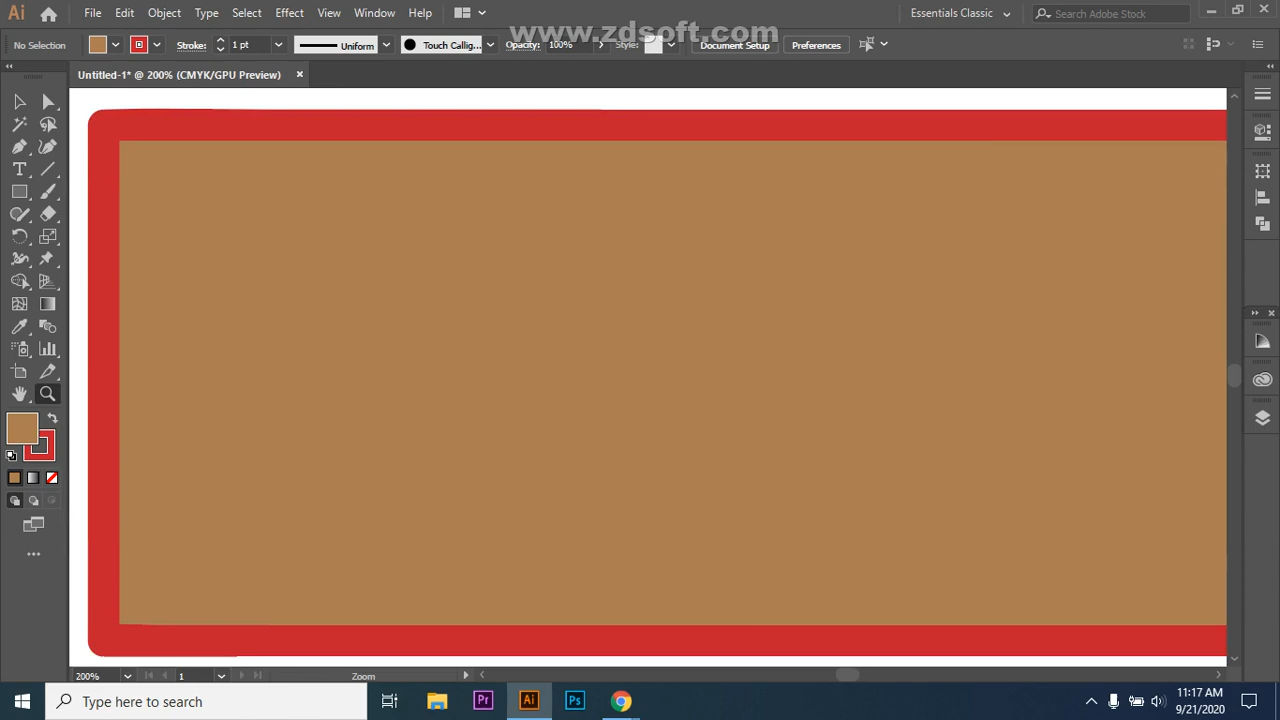 Ai File Edit Object Type Select Effect View Window Help Essentials Classic Search Adobe Stock
www.zdsoft.com
No Selection Stroke: 1 pt Uniform Touch Callig... Opacity: 100% Style: Document Setup Preferences
Untitled-1* @ 200% (CMYK/GPU Preview)
200% 1 Zoom
Type here to search Pr Ai Ps 11:17 AM
9/21/2020